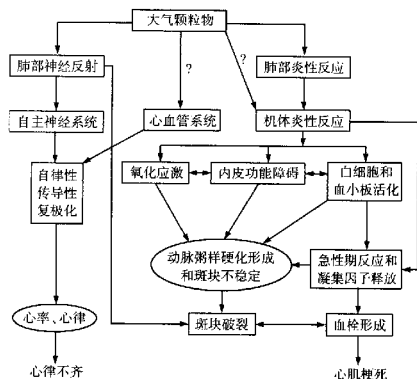 大气颗粒物
?
?
肺部神经反射
肺部炎性反应
自主神经系统
心血管系统
机体炎性反应
自律性
传导性
复极化
氧化应激
内皮功能障碍
白细胞和
血小板活化
动脉粥样硬化形成
和斑块不稳定
急性期反应和
凝集因子释放
心率、心律
斑块破裂
血栓形成
心律不齐
心肌梗死